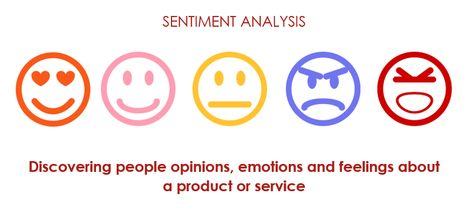 SENTIMENT ANALYSIS
Discovering people opinions, emotions and feelings about
a product or service